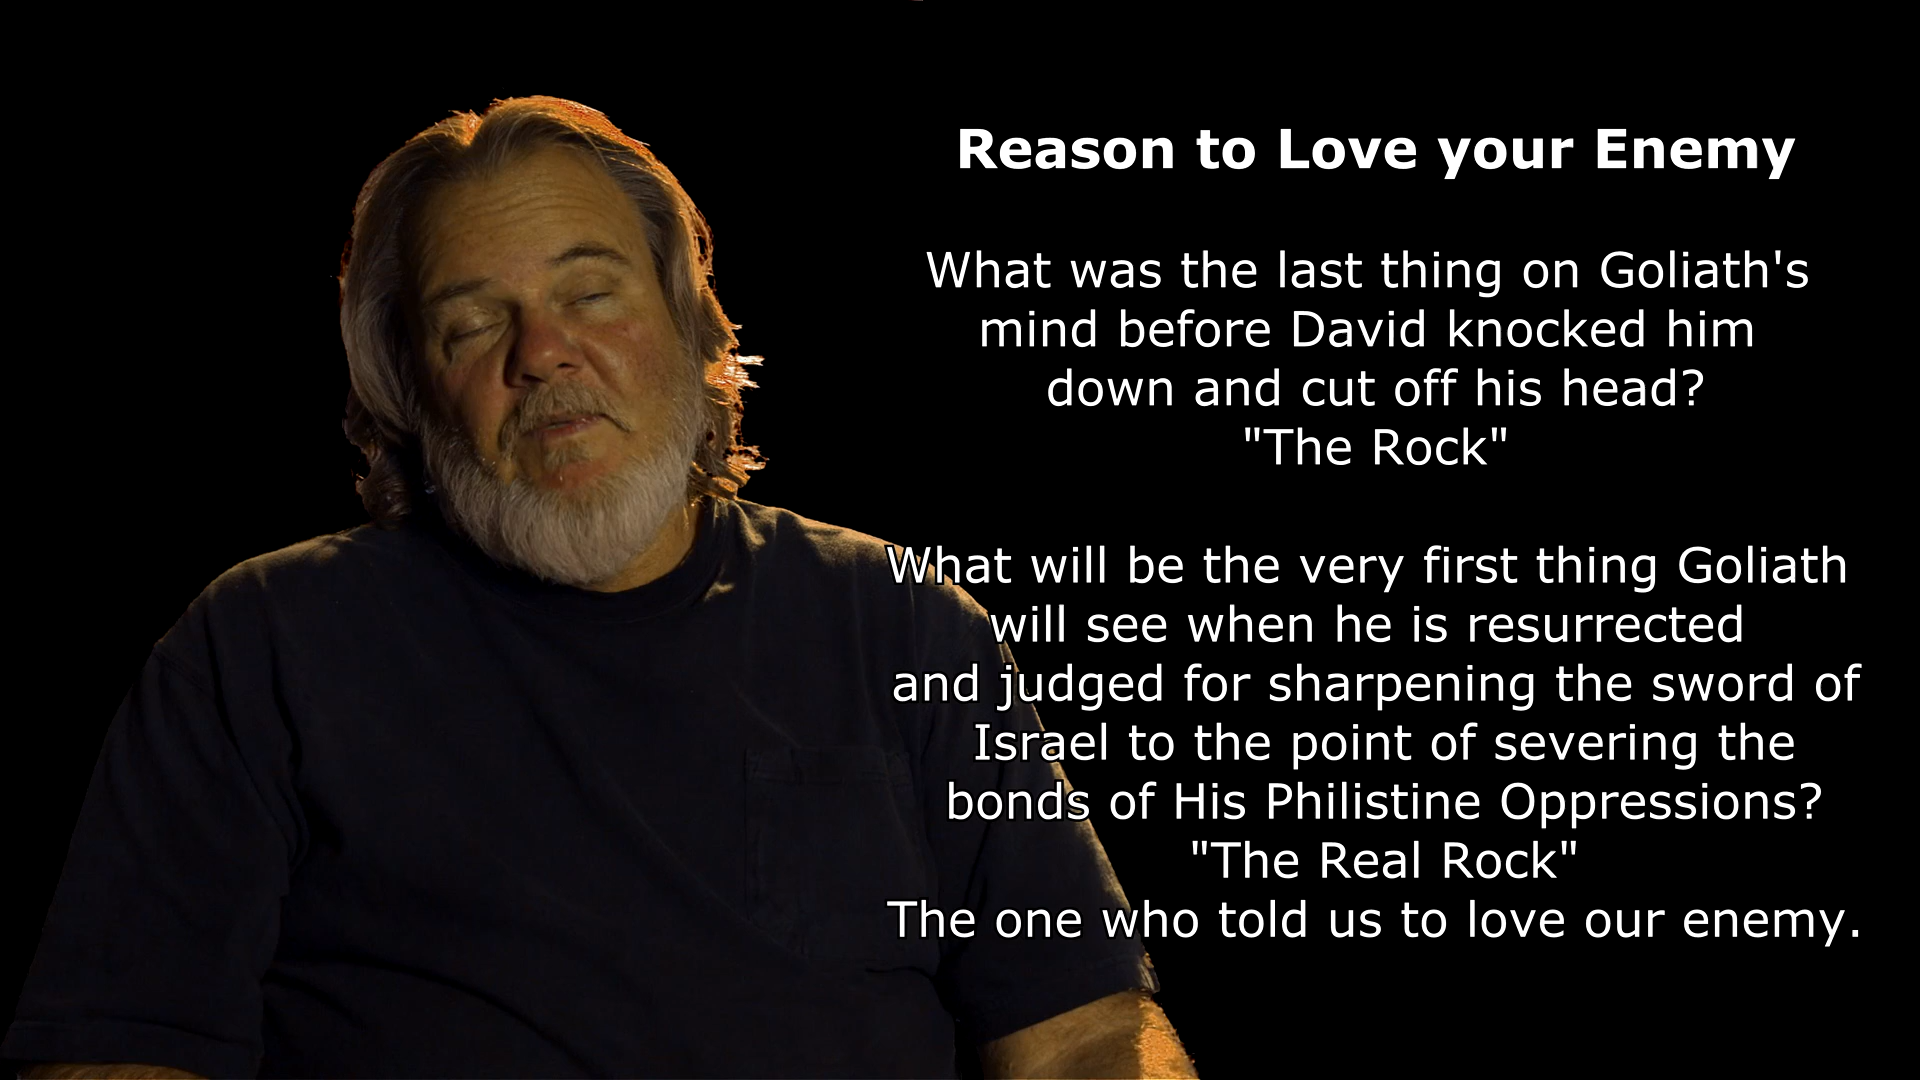 Reason to Love your Enemy
What was the last thing on Goliath's
mind before David knocked him
down and cut off his head?
"The Rock"
What will be the very first thing Goliath
will see when he is resurrected
and judged for sharpening the sword of
Israel to the point of severing the
bonds of His Philistine Oppressions?
"The Real Rock"
The one who told us to love our enemy.